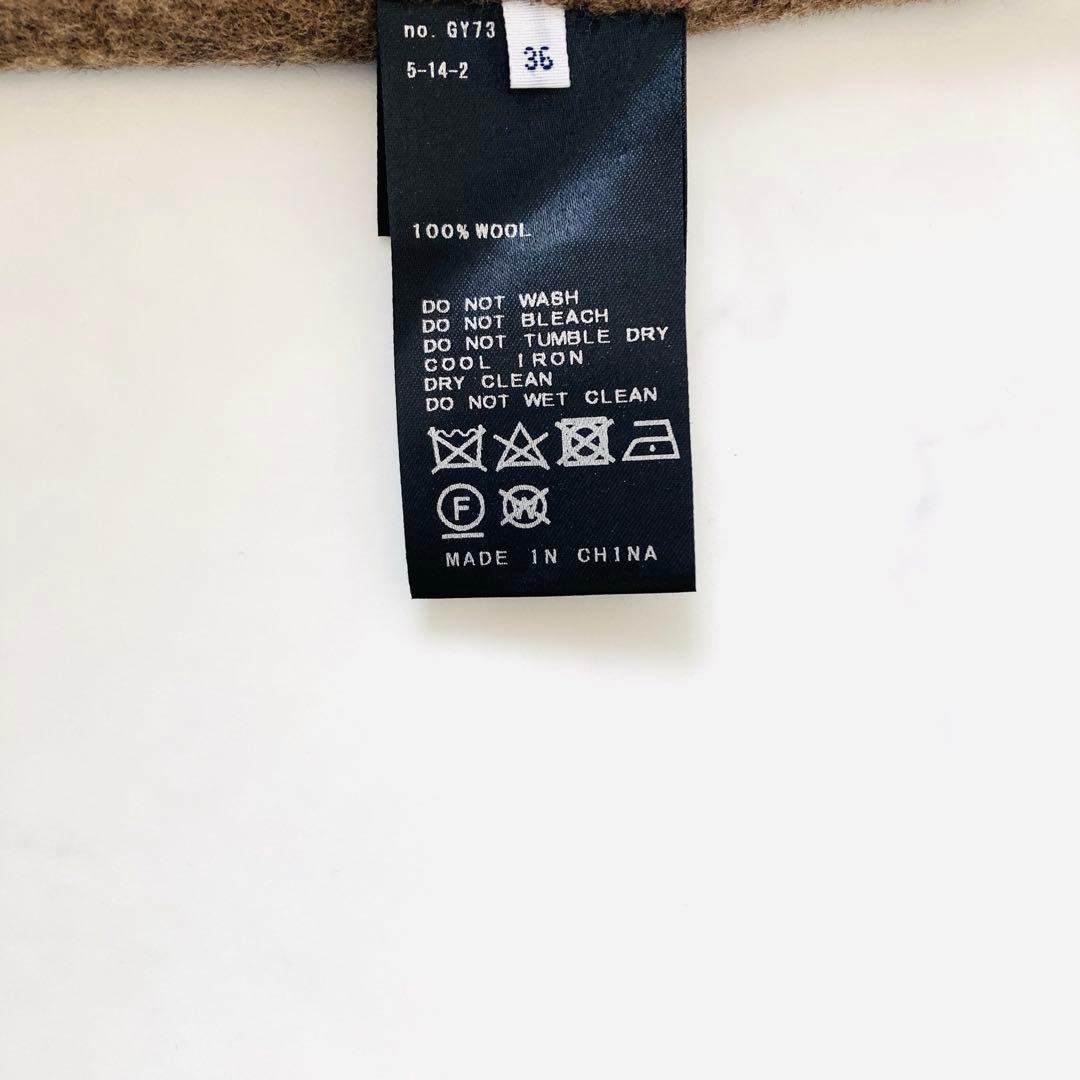 no. GY73
36
5-14-2
100% WOOL
DO NOT WASH
DO NOT BLEACH
DO NOT TUMBLE DRY
COOL IRON
DRY CLEAN
DO NOT WET CLEAN
F W
MADE IN CHINA